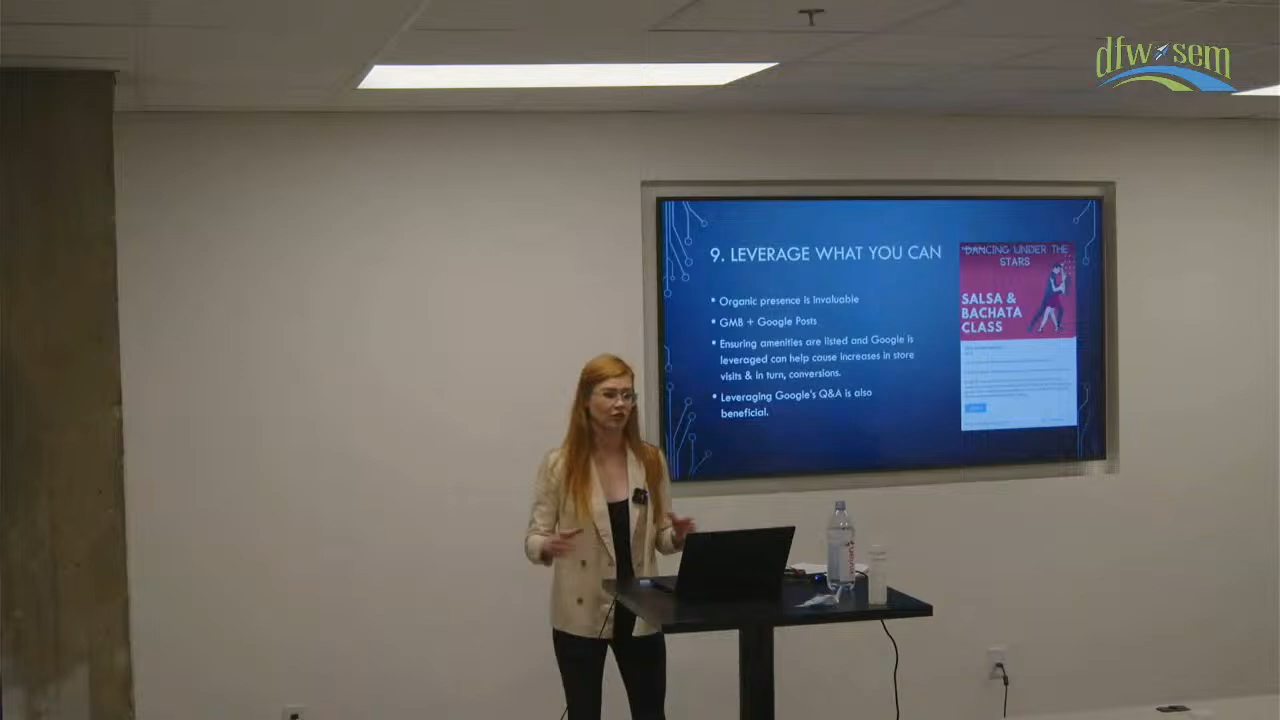 dfw sem
9. LEVERAGE WHAT YOU CAN
Organic presence is invaluable
GMB + Google Posts
Ensuring amenities are listed and Google is
leveraged can help cause increases in store
visits & in turn, conversions.
Leveraging Google's Q&A is also
beneficial.
"DANCING UNDER THE
STARS
SALSA &
BACHATA
CLASS